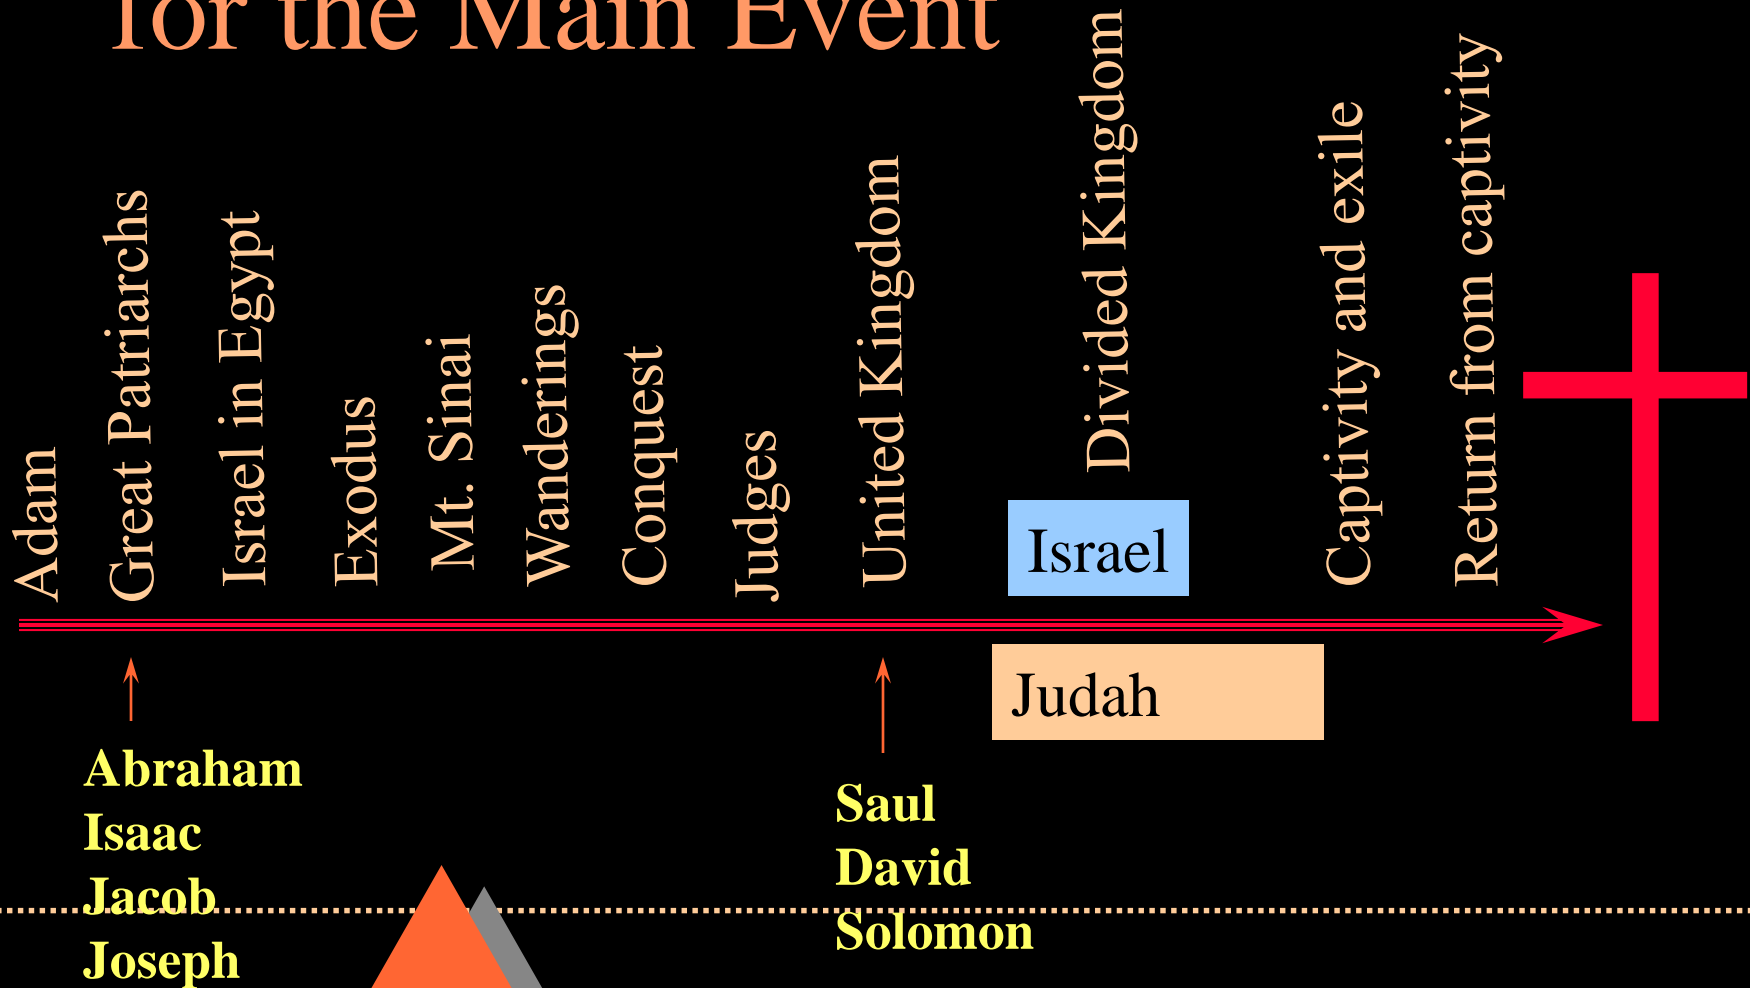 for the Main Event
Adam
Great Patriarchs
Israel in Egypt
Exodus
Mt. Sinai
Wanderings
Conquest
Judges
United Kingdom
Divided Kingdom
Captivity and exile
Return from captivity
Israel
Judah
Abraham
Isaac
Jacob
Joseph
Saul
David
Solomon